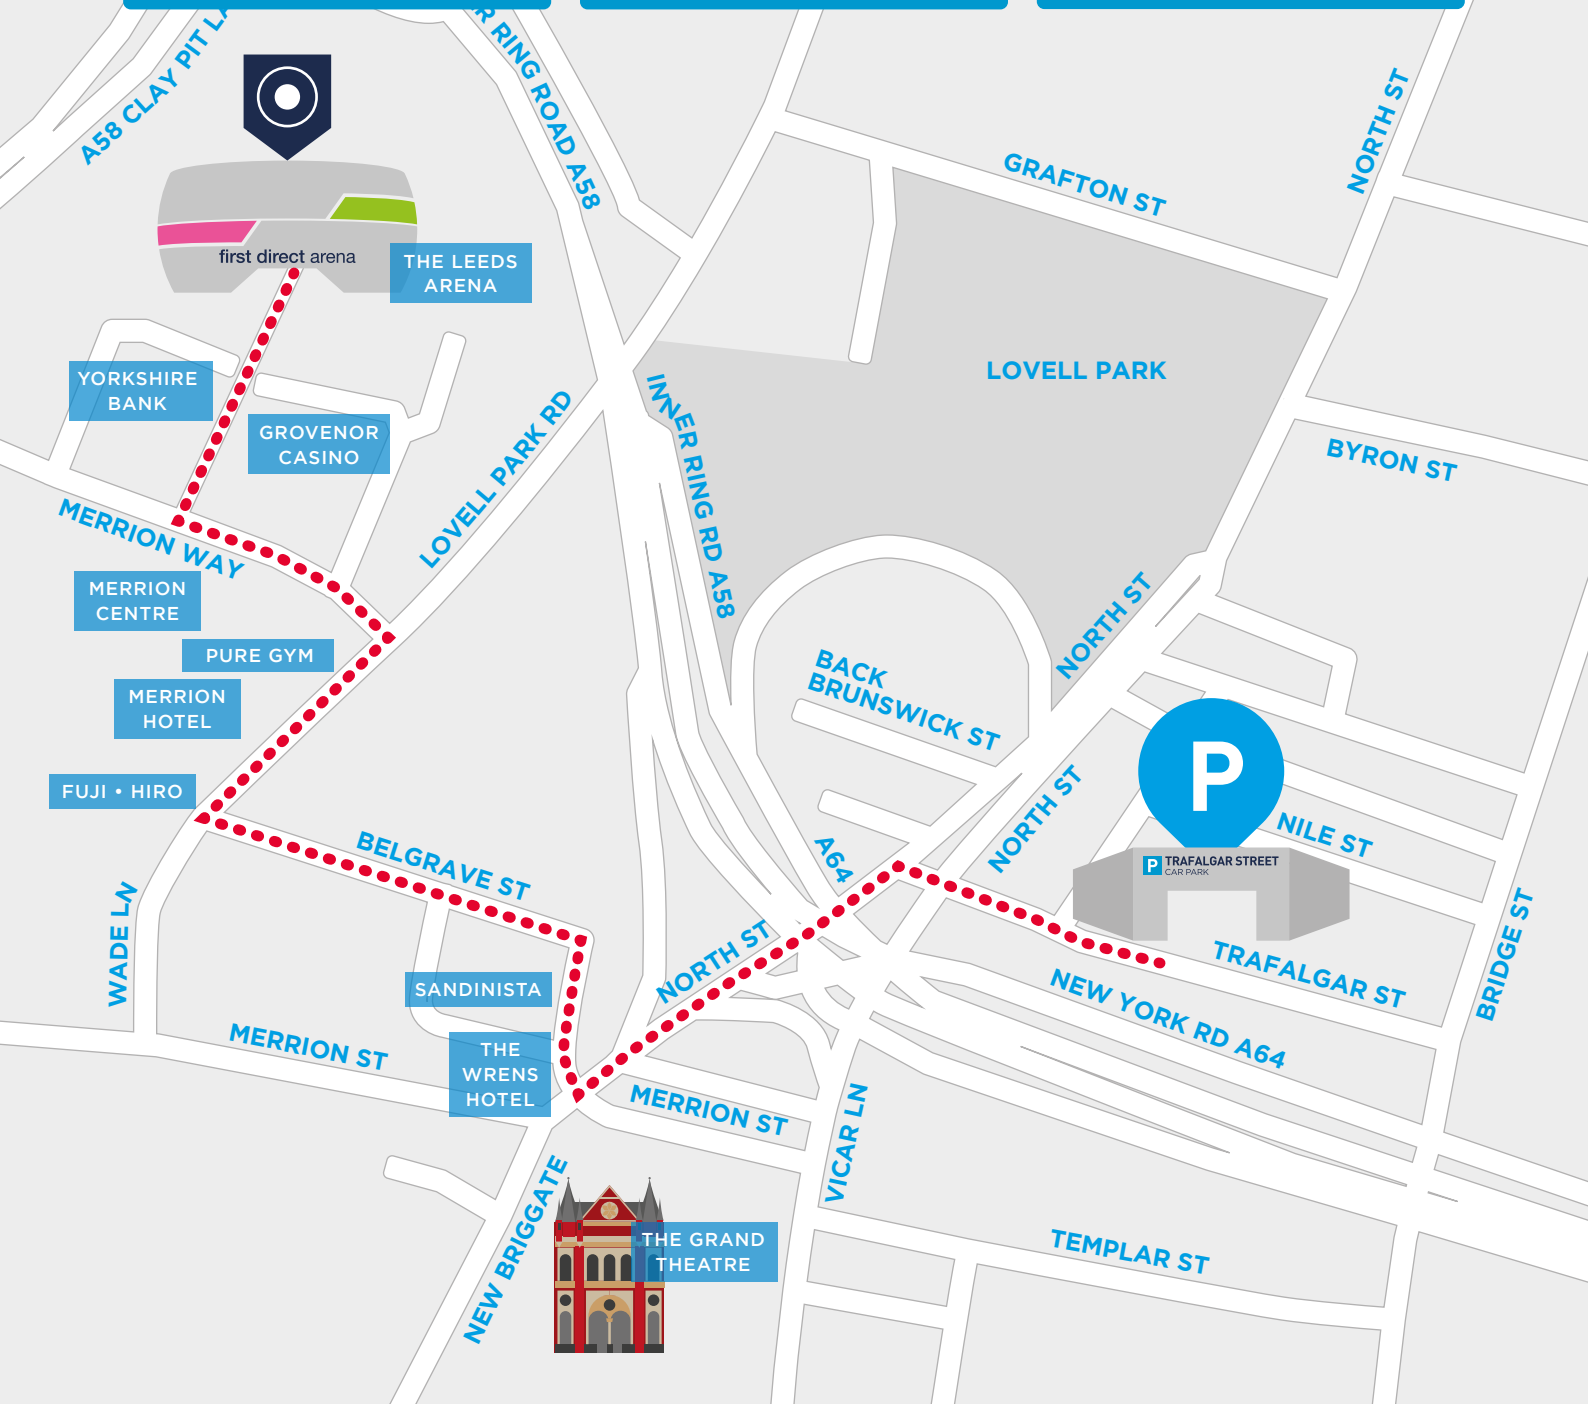 A58 CLAY PIT LA
R RING ROAD A58
NORTH ST
GRAFTON ST
first direct arena
THE LEEDS
ARENA
LOVELL PARK
YORKSHIRE
BANK
GROVENOR
CASINO
LOVELL PARK RD
INNER RING RD A58
BYRON ST
MERRION WAY
MERRION
CENTRE
PURE GYM
MERRION
HOTEL
NORTH ST
BACK
BRUNSWICK ST
P
FUJI • HIRO
NORTH ST
NILE ST
BELGRAVE ST
A64
P TRAFALGAR STREET
CAR PARK
WADE LN
NORTH ST
BRIDGE ST
TRAFALGAR ST
SANDINISTA
NEW YORK RD A64
MERRION ST
THE
WRENS
HOTEL
MERRION ST
VICAR LN
NEW BRIGGATE
THE GRAND
THEATRE
TEMPLAR ST